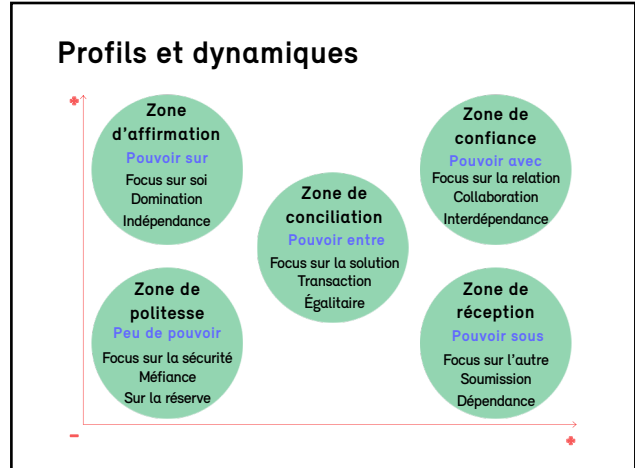 Profils et dynamiques
Zone
d'affirmation
Pouvoir sur
Focus sur soi
Domination
Indépendance
Zone de
confiance
Pouvoir avec
Focus sur la relation
Collaboration
Interdépendance
Zone de
conciliation
Pouvoir entre
Focus sur la solution
Transaction
Égalitaire
Zone de
politesse
Peu de pouvoir
Focus sur la sécurité
Méfiance
Sur la réserve
Zone de
réception
Pouvoir sous
Focus sur l'autre
Soumission
Dépendance